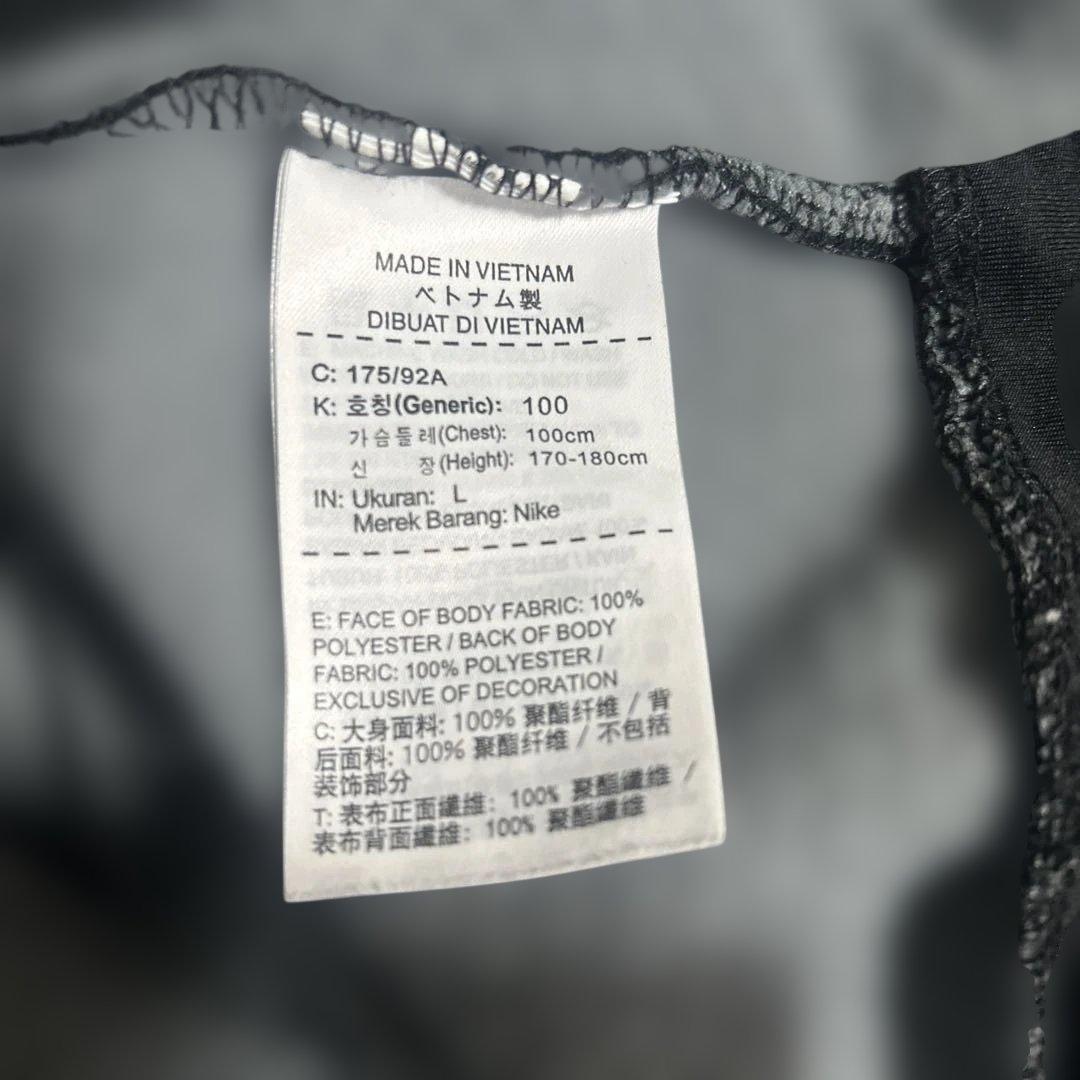 MADE IN VIETNAM
ベトナム製
DIBUAT DI VIETNAM
C: 175/92A
K: 호칭(Generic): 100
가슴둘레(Chest): 100cm
신 장(Height): 170-180cm
IN: Ukuran: L
Merek Barang: Nike
E: FACE OF BODY FABRIC: 100%
POLYESTER / BACK OF BODY
FABRIC: 100% POLYESTER /
EXCLUSIVE OF DECORATION
C: 大身面料: 100% 聚酯纤维 / 背
后面料: 100% 聚酯纤维 / 不包括
装饰部分
T: 表布正面纖維: 100% 聚酯纖維 /
表布背面纖維: 100% 聚酯纖維